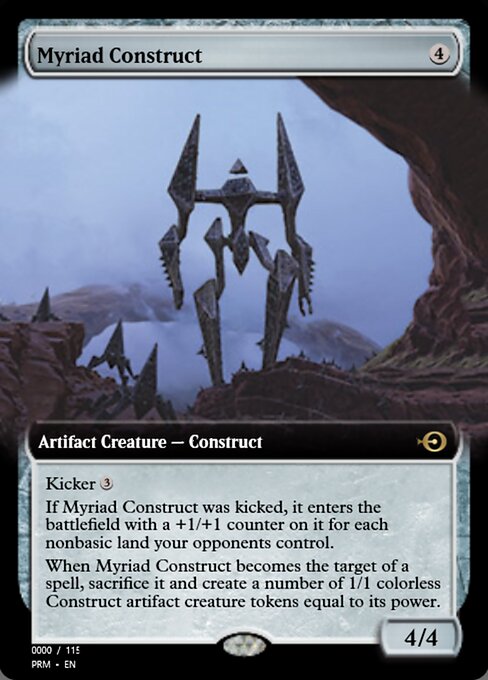 Myriad Construct 4
Artifact Creature — Construct
Kicker 3
If Myriad Construct was kicked, it enters the
battlefield with a +1/+1 counter on it for each
nonbasic land your opponents control.
When Myriad Construct becomes the target of a
spell, sacrifice it and create a number of 1/1 colorless
Construct artifact creature tokens equal to its power.
4/4
0000 / 115
PRM • EN